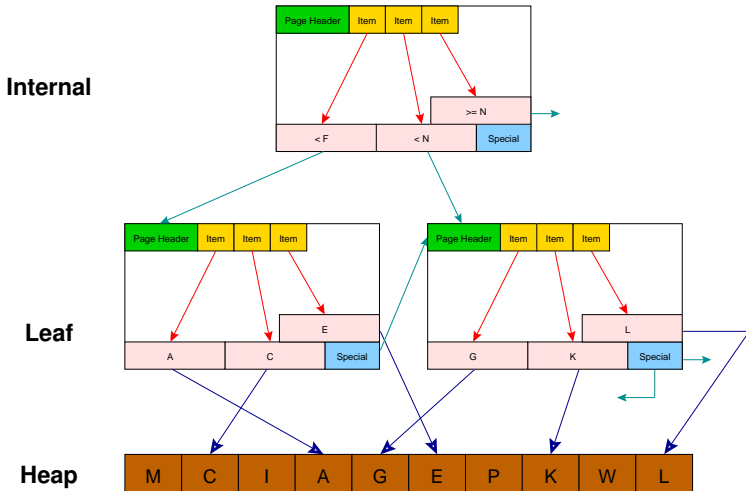 Page Header Item Item Item
Internal
>= N
< F < N Special
Page Header Item Item Item Page Header Item Item Item
Leaf
E L
A C Special G K Special
Heap M C I A G E P K W L